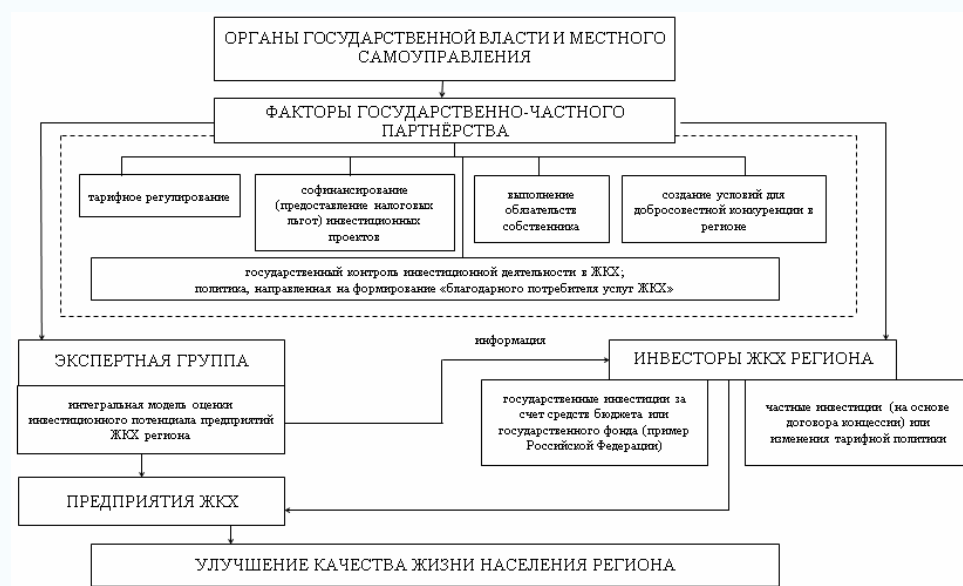 ОРГАНЫ ГОСУДАРСТВЕННОЙ ВЛАСТИ И МЕСТНОГО
САМОУПРАВЛЕНИЯ
ФАКТОРЫ ГОСУДАРСТВЕННО-ЧАСТНОГО
ПАРТНЁРСТВА
тарифное регулирование
софинансирование
(предоставление налоговых
льгот) инвестиционных
проектов
выполнение
обязательств
собственника
создание условий для
добросовестной конкуренции в
регионе
государственный контроль инвестиционной деятельности в ЖКХ;
политика, направленная на формирование «благодарного потребителя услуг ЖКХ»
информация
ЭКСПЕРТНАЯ ГРУППА
интегральная модель оценки
инвестиционного потенциала предприятий
ЖКХ региона
ИНВЕСТОРЫ ЖКХ РЕГИОНА
государственные инвестиции за
счет средств бюджета или
государственного фонда (пример
Российской Федерации)
частные инвестиции (на основе
договора концессии) или
изменения тарифной политики
ПРЕДПРИЯТИЯ ЖКХ
УЛУЧШЕНИЕ КАЧЕСТВА ЖИЗНИ НАСЕЛЕНИЯ РЕГИОНА